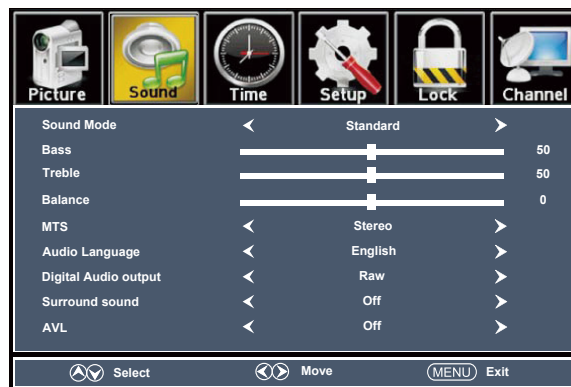 Picture Sound Time Setup Lock Channel
Sound Mode Standard
Bass 50
Treble 50
Balance 0
MTS Stereo
Audio Language English
Digital Audio output Raw
Surround sound Off
AVL Off
Select Move MENU Exit